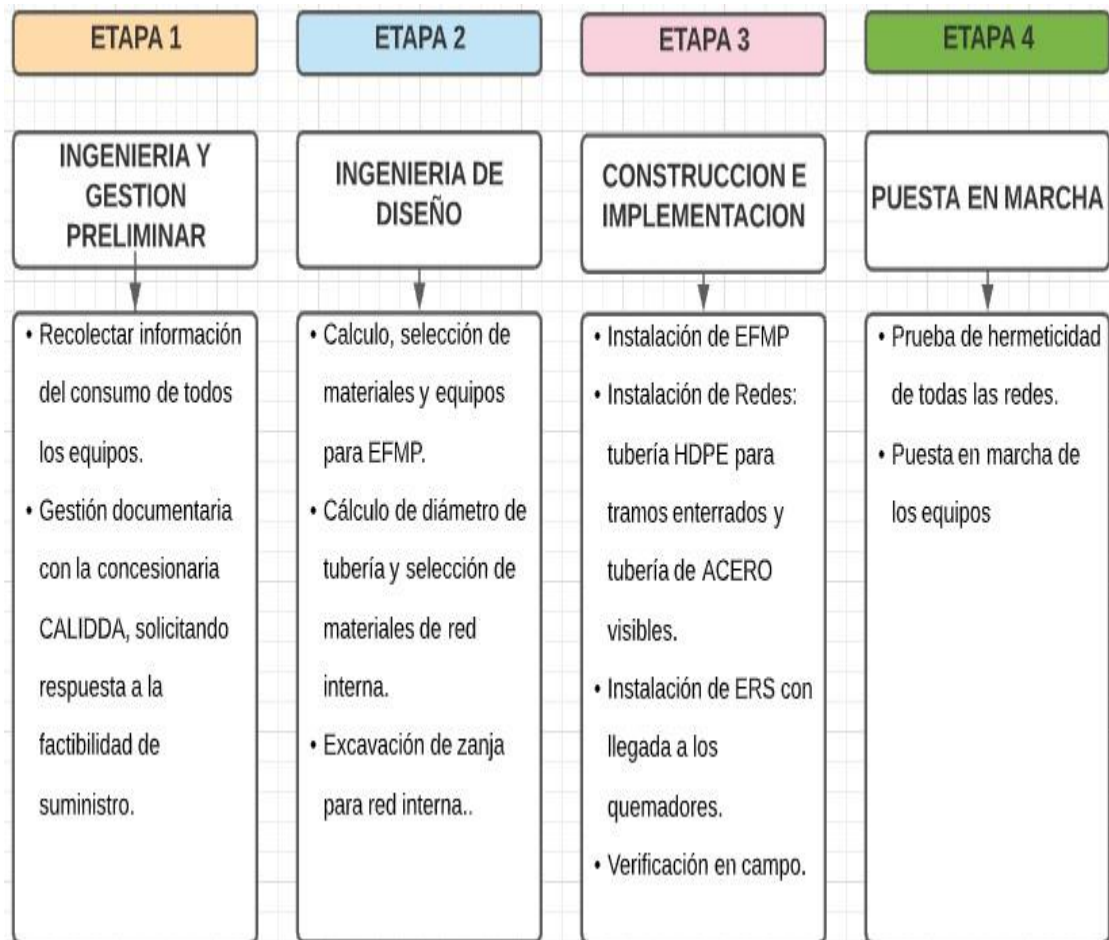 ETAPA 1
INGENIERIA Y
GESTION
PRELIMINAR
• Recolectar información
del consumo de todos
los equipos.
• Gestión documentaria
con la concesionaria
CALIDDA, solicitando
respuesta a la
factibilidad de
suministro.
ETAPA 2
INGENIERIA DE
DISEÑO
• Calculo, selección de
materiales y equipos
para EFMP.
• Cálculo de diámetro de
tubería y selección de
materiales de red
interna.
• Excavación de zanja
para red interna..
ETAPA 3
CONSTRUCCION E
IMPLEMENTACION
• Instalación de EFMP
• Instalación de Redes:
tubería HDPE para
tramos enterrados y
tubería de ACERO
visibles.
• Instalación de ERS con
llegada a los
quemadores.
• Verificación en campo.
ETAPA 4
PUESTA EN MARCHA
• Prueba de hermeticidad
de todas las redes.
• Puesta en marcha de
los equipos